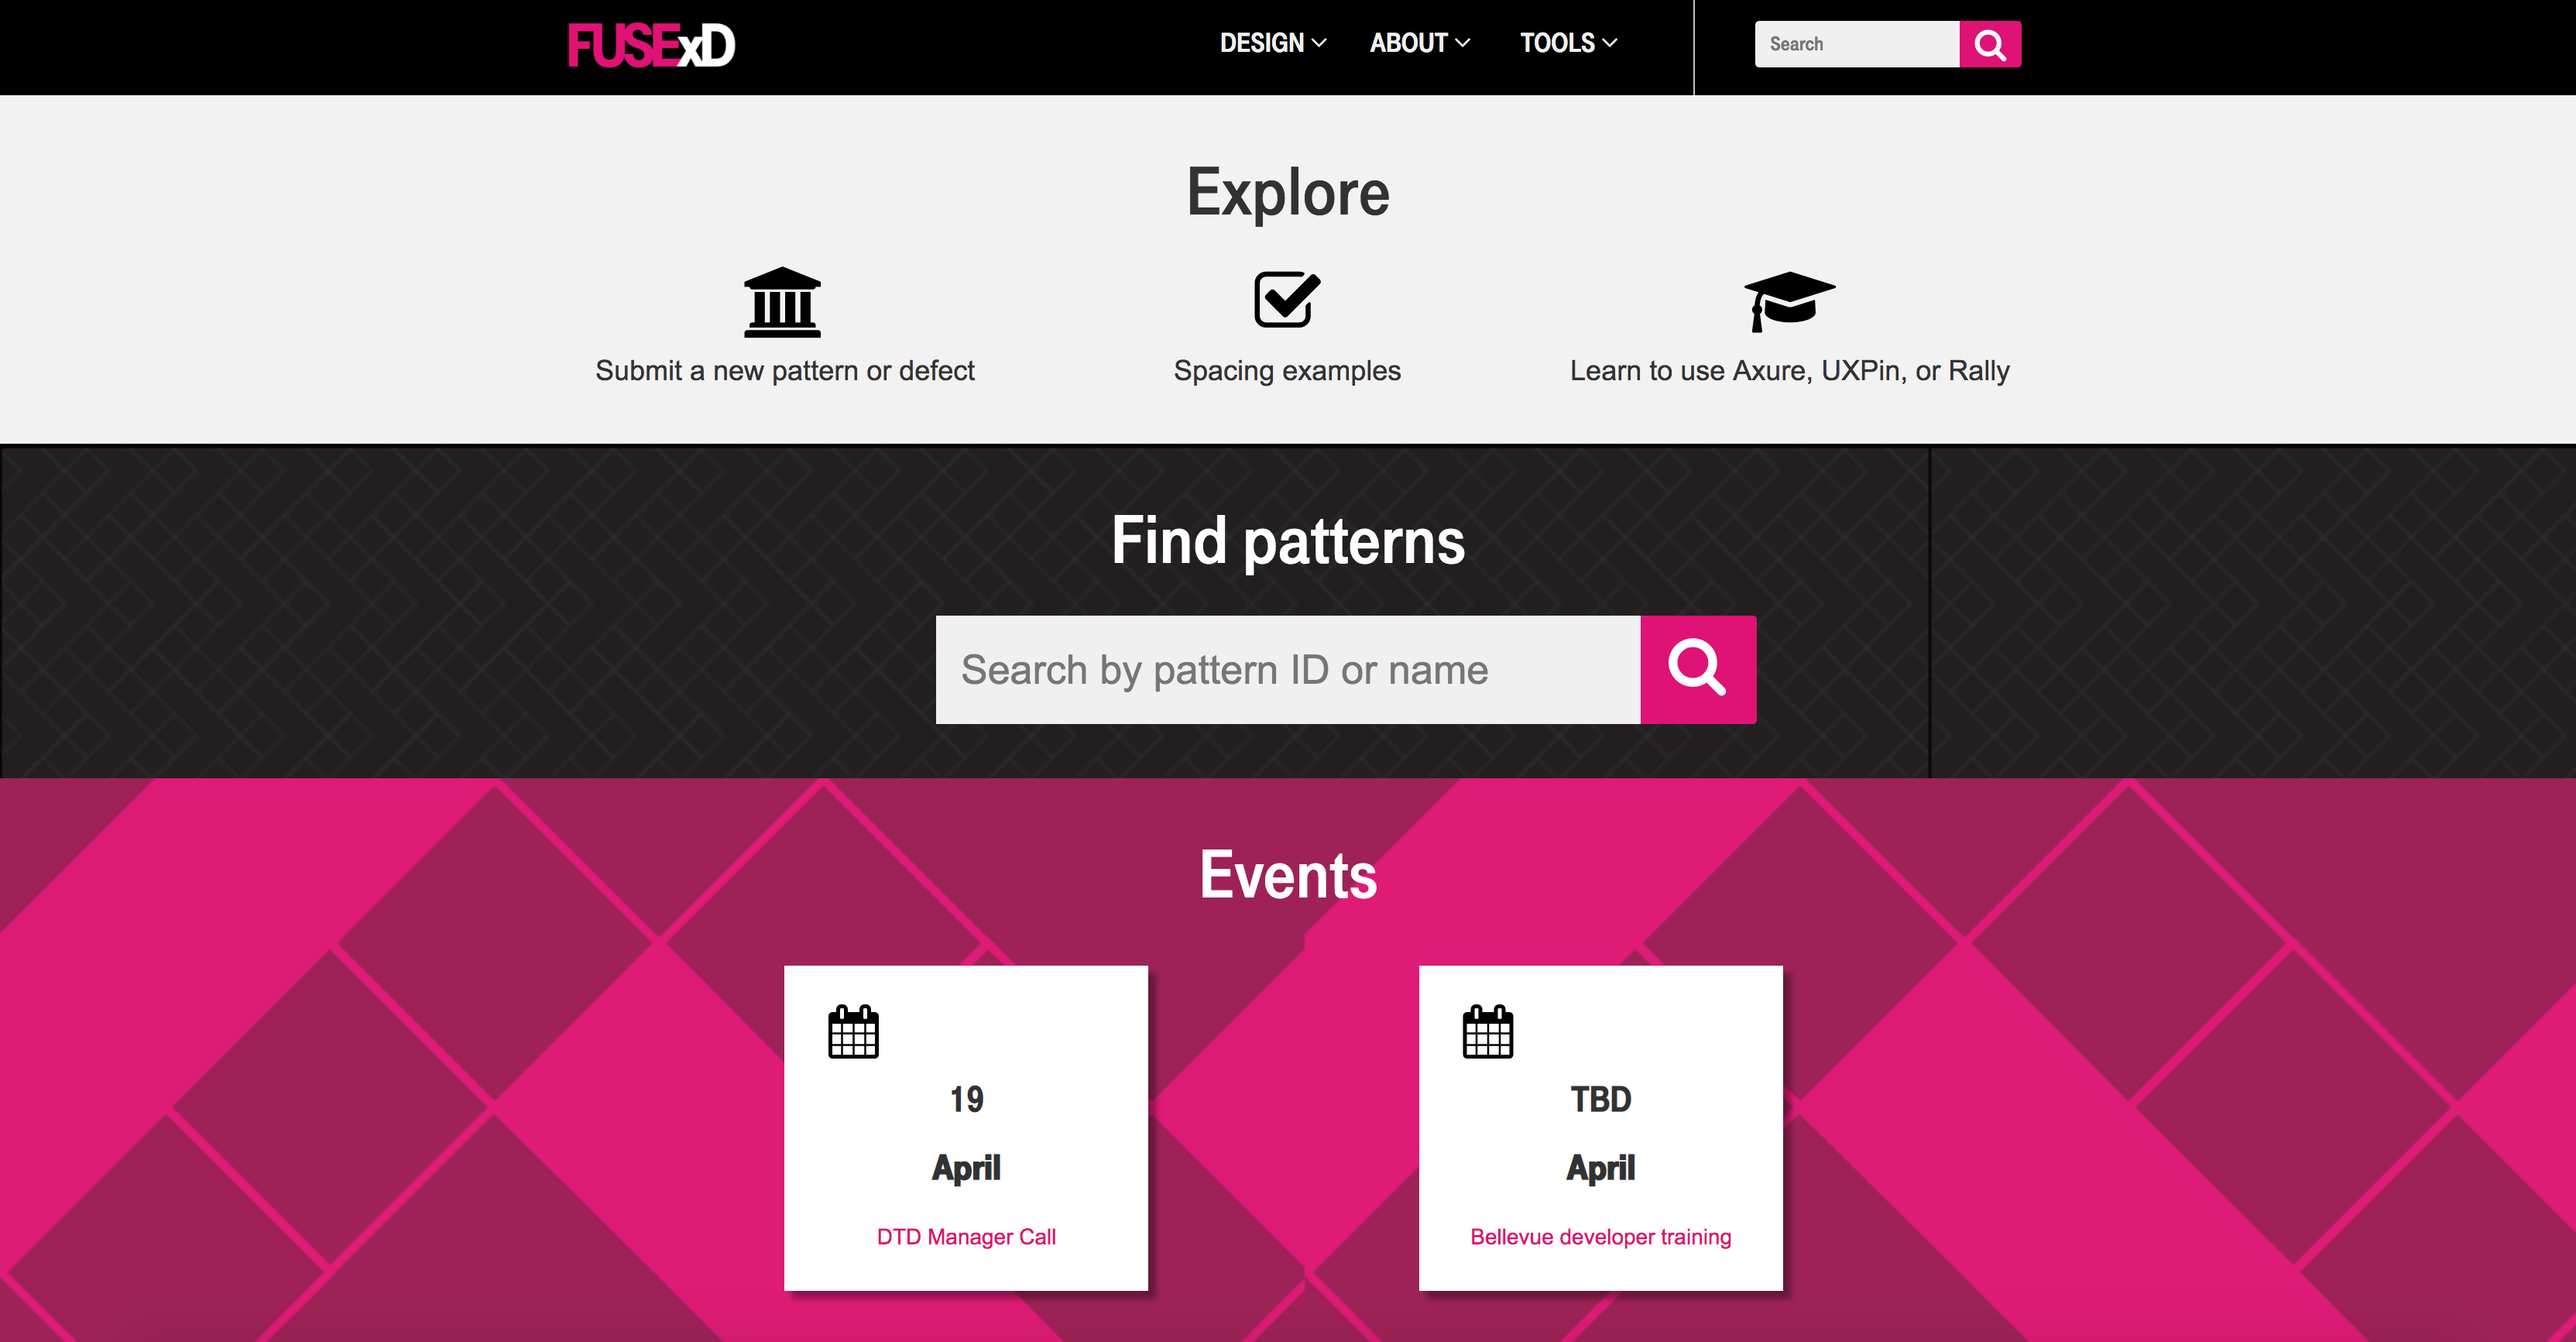 FUSExD
DESIGN ABOUT TOOLS Search
Explore
Submit a new pattern or defect
Spacing examples
Learn to use Axure, UXPin, or Rally
Find patterns
Search by pattern ID or name
Events
19
April
DTD Manager Call
TBD
April
Bellevue developer training